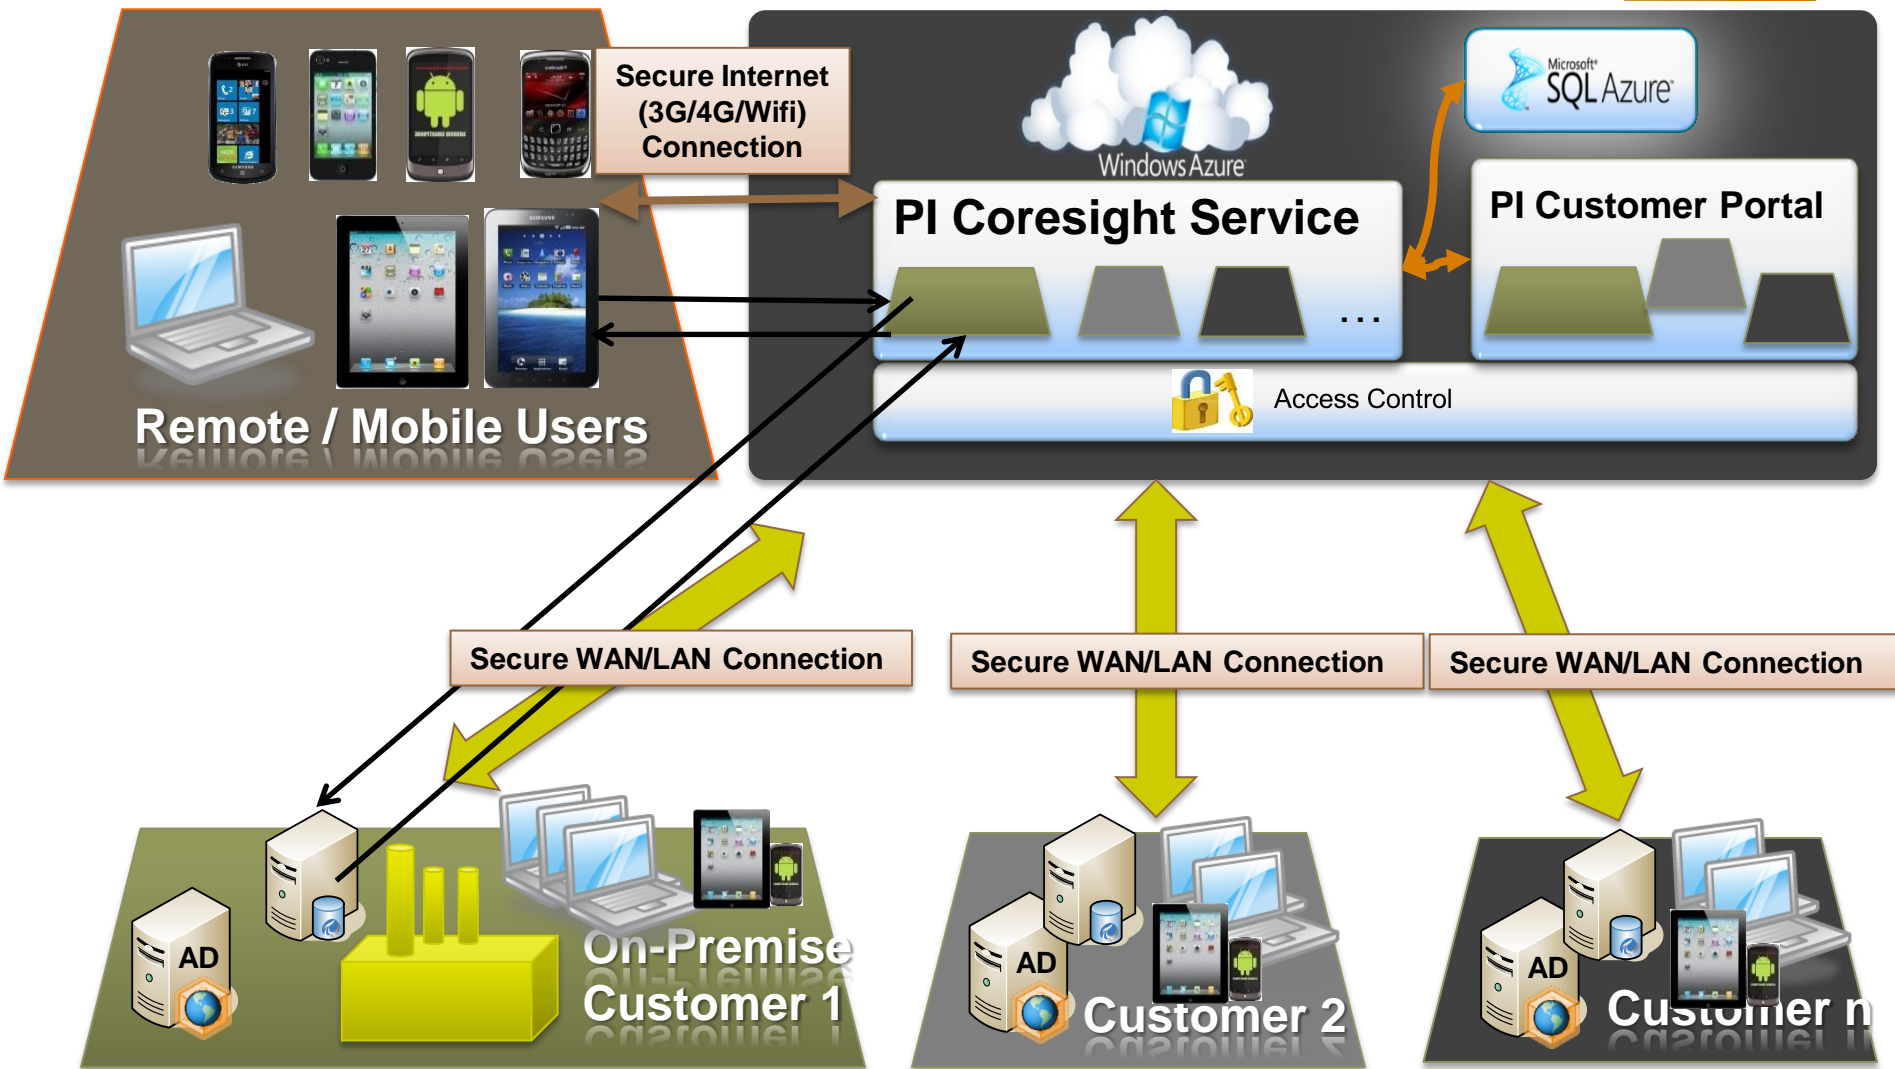 Secure Internet
(3G/4G/Wifi)
Connection
Windows Azure
Microsoft
SQL Azure
PI Coresight Service
PI Customer Portal
...
SAMSUNG
Access Control
Remote / Mobile Users
Secure WAN/LAN Connection
Secure WAN/LAN Connection
Secure WAN/LAN Connection
AD
On-Premise
Customer 1
AD
Customer 2
AD
Customer n